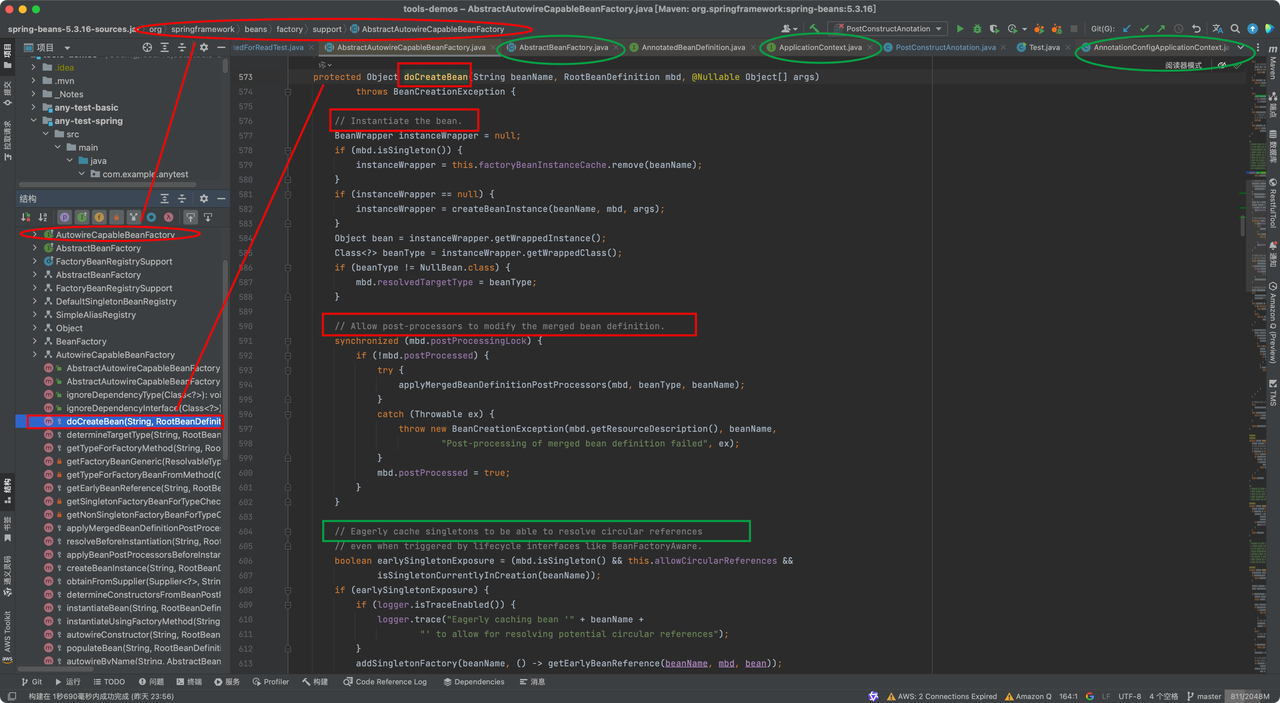 tools-demos – AbstractAutowireCapableBeanFactory.java [Maven: org.springframework:spring-beans:5.3.16]
spring-beans-5.3.16-sources.ja org springframework beans factory support AbstractAutowireCapableBeanFactory
PostConstructAnotation
Git(G):
项目
edForReadTest.java AbstractAutowireCapableBeanFactory.java AbstractBeanFactory.java AnnotatedBeanDefinition.java ApplicationContext.java PostConstructAnotation.java Test.java AnnotationConfigApplicationContext.
阅读器模式
.idea
.mvn
_Notes
any-test-basic
any-test-spring
src
main
java
com.example.anytest
结构
AutowireCapableBeanFactory
AbstractBeanFactory
FactoryBeanRegistrySupport
AbstractBeanFactory
FactoryBeanRegistrySupport
DefaultSingletonBeanRegistry
SimpleAliasRegistry
Object
BeanFactory
AutowireCapableBeanFactory
AbstractAutowireCapableBeanFactory
AbstractAutowireCapableBeanFactory
ignoreDependencyType(Class<?>): voi
ignoreDependencyInterface(Class<?>)
doCreateBean(String, RootBeanDefinit
determineTargetType(String, RootBean
getTypeForFactoryMethod(String, Roo
getFactoryBeanGeneric(ResolvableTyp
getTypeForFactoryBeanFromMethod(C
getEarlyBeanReference(String, RootBe
getSingletonFactoryBeanForTypeChec
getNonSingletonFactoryBeanForTypeC
applyMergedBeanDefinitionPostProce
resolveBeforeInstantiation(String, Roo
applyBeanPostProcessorsBeforeInstan
createBeanInstance(String, RootBeanD
obtainFromSupplier(Supplier<?>, String
determineConstructorsFromBeanPostP
instantiateBean(String, RootBeanDefin
instantiateUsingFactoryMethod(String
autowireConstructor(String, RootBean
populateBean(String, RootBeanDefiniti
autowireByName(String, AbstractBean
573 protected Object doCreateBean(String beanName, RootBeanDefinition mbd, @Nullable Object[] args)
574 throws BeanCreationException {
575
576 // Instantiate the bean.
577 BeanWrapper instanceWrapper = null;
578 if (mbd.isSingleton()) {
579 instanceWrapper = this.factoryBeanInstanceCache.remove(beanName);
580 }
581 if (instanceWrapper == null) {
582 instanceWrapper = createBeanInstance(beanName, mbd, args);
583 }
584 Object bean = instanceWrapper.getWrappedInstance();
585 Class<?> beanType = instanceWrapper.getWrappedClass();
586 if (beanType != NullBean.class) {
587 mbd.resolvedTargetType = beanType;
588 }
589
590 // Allow post-processors to modify the merged bean definition.
591 synchronized (mbd.postProcessingLock) {
592 if (!mbd.postProcessed) {
593 try {
594 applyMergedBeanDefinitionPostProcessors(mbd, beanType, beanName);
595 }
596 catch (Throwable ex) {
597 throw new BeanCreationException(mbd.getResourceDescription(), beanName,
598 "Post-processing of merged bean definition failed", ex);
599 }
600 mbd.postProcessed = true;
601 }
602 }
603
604 // Eagerly cache singletons to be able to resolve circular references
605 // even when triggered by lifecycle interfaces like BeanFactoryAware.
606 boolean earlySingletonExposure = (mbd.isSingleton() && this.allowCircularReferences &&
607 isSingletonCurrentlyInCreation(beanName));
608 if (earlySingletonExposure) {
609 if (logger.isTraceEnabled()) {
610 logger.trace("Eagerly caching bean '" + beanName +
611 "' to allow for resolving potential circular references");
612 }
613 addSingletonFactory(beanName, () -> getEarlyBeanReference(beanName, mbd, bean));
项目
提交
拉取请求
结构
书签
通义灵码
AWS Toolkit
aws
Maven
端点
数据库
RestfulTool
通知
Amazon Q (Preview)
TMS
Git 运行 TODO 问题 终端 服务 Profiler 构建 Code Reference Log Dependencies 消息
构建在 1秒690毫秒内成功完成 (昨天 23:56)
AWS: 2 Connections Expired Amazon Q 164:1 LF UTF-8 4 个空格 master 811/2048M